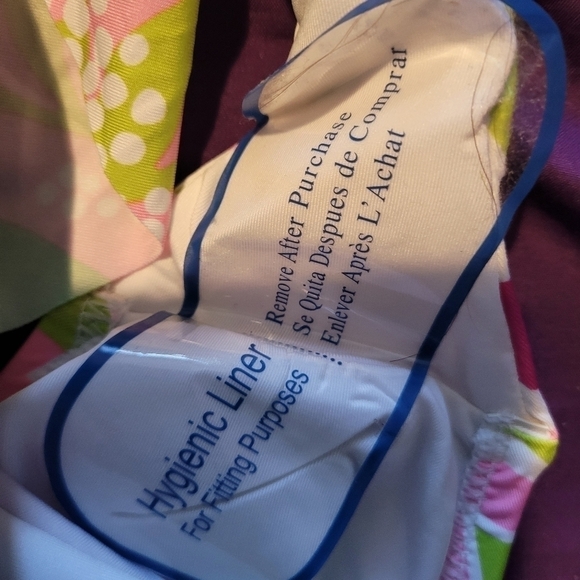 Hygienic Liner
For Fitting Purposes
Remove After Purchase
Se Quita Despues de Comprar
Enlever Après L'Achat